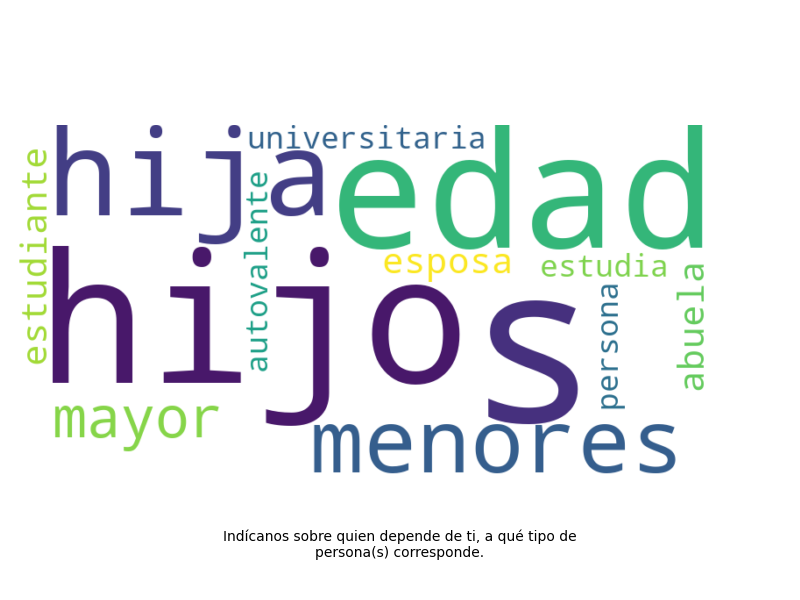 universitaria
hija
edad
estudiante
autovalente
esposa
estudia
hijo
s
persona
abuela
mayor
menores
Indícanos sobre quien depende de ti, a qué tipo de
persona(s) corresponde.